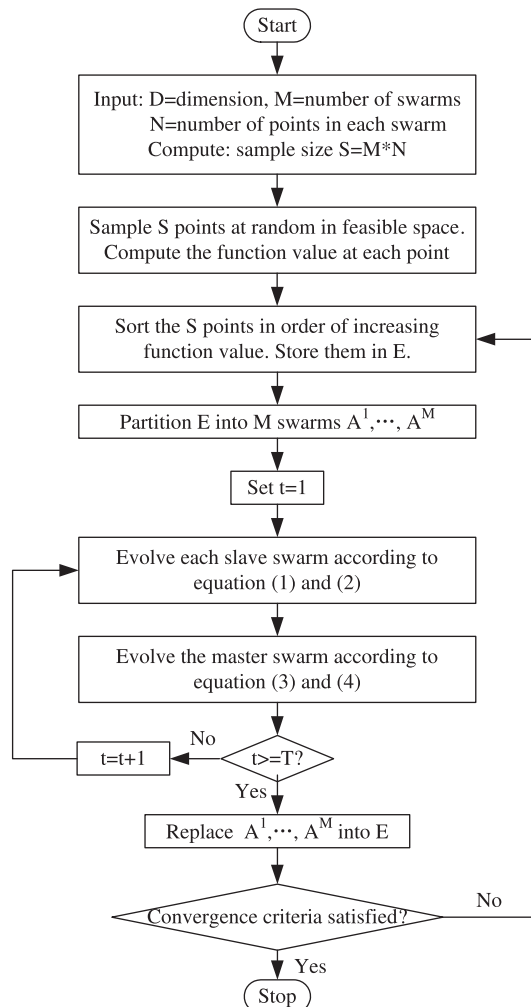 Start
Input: D=dimension, M=number of swarms
N=number of points in each swarm
Compute: sample size S=M*N
Sample S points at random in feasible space.
Compute the function value at each point
Sort the S points in order of increasing
function value. Store them in E.
Partition E into M swarms A¹,···, Aᴹ
Set t=1
Evolve each slave swarm according to
equation (1) and (2)
Evolve the master swarm according to
equation (3) and (4)
t>=T?
No
t=t+1
Yes
Replace A¹,···, Aᴹ into E
Convergence criteria satisfied?
No
Yes
Stop